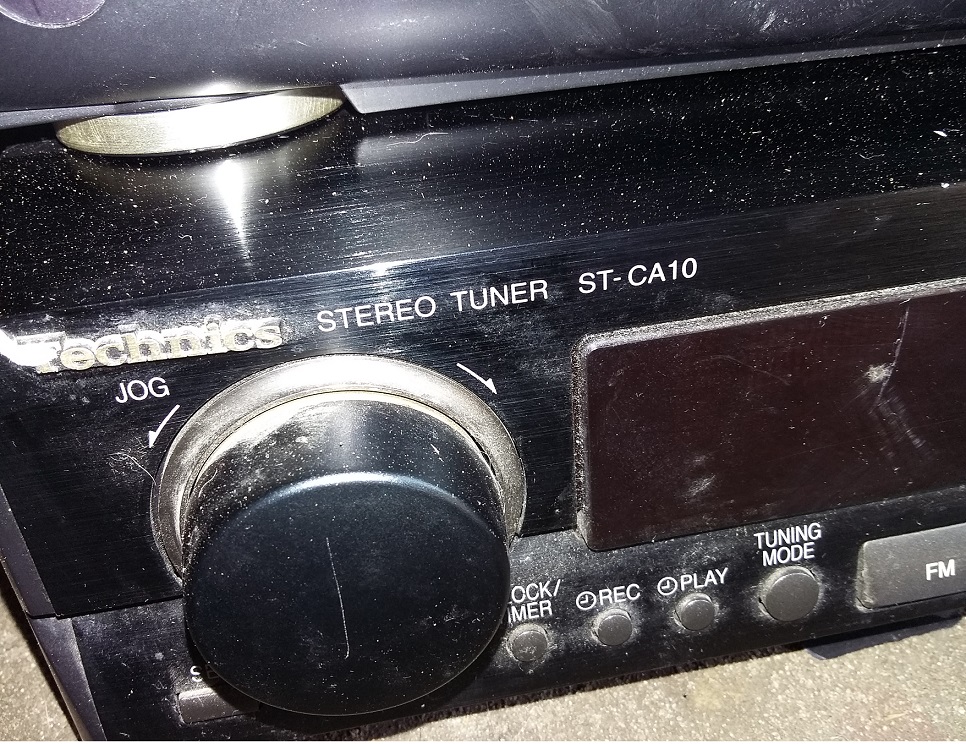 Technics
STEREO TUNER ST-CA10
JOG
TUNING
MODE
REC
PLAY
FM